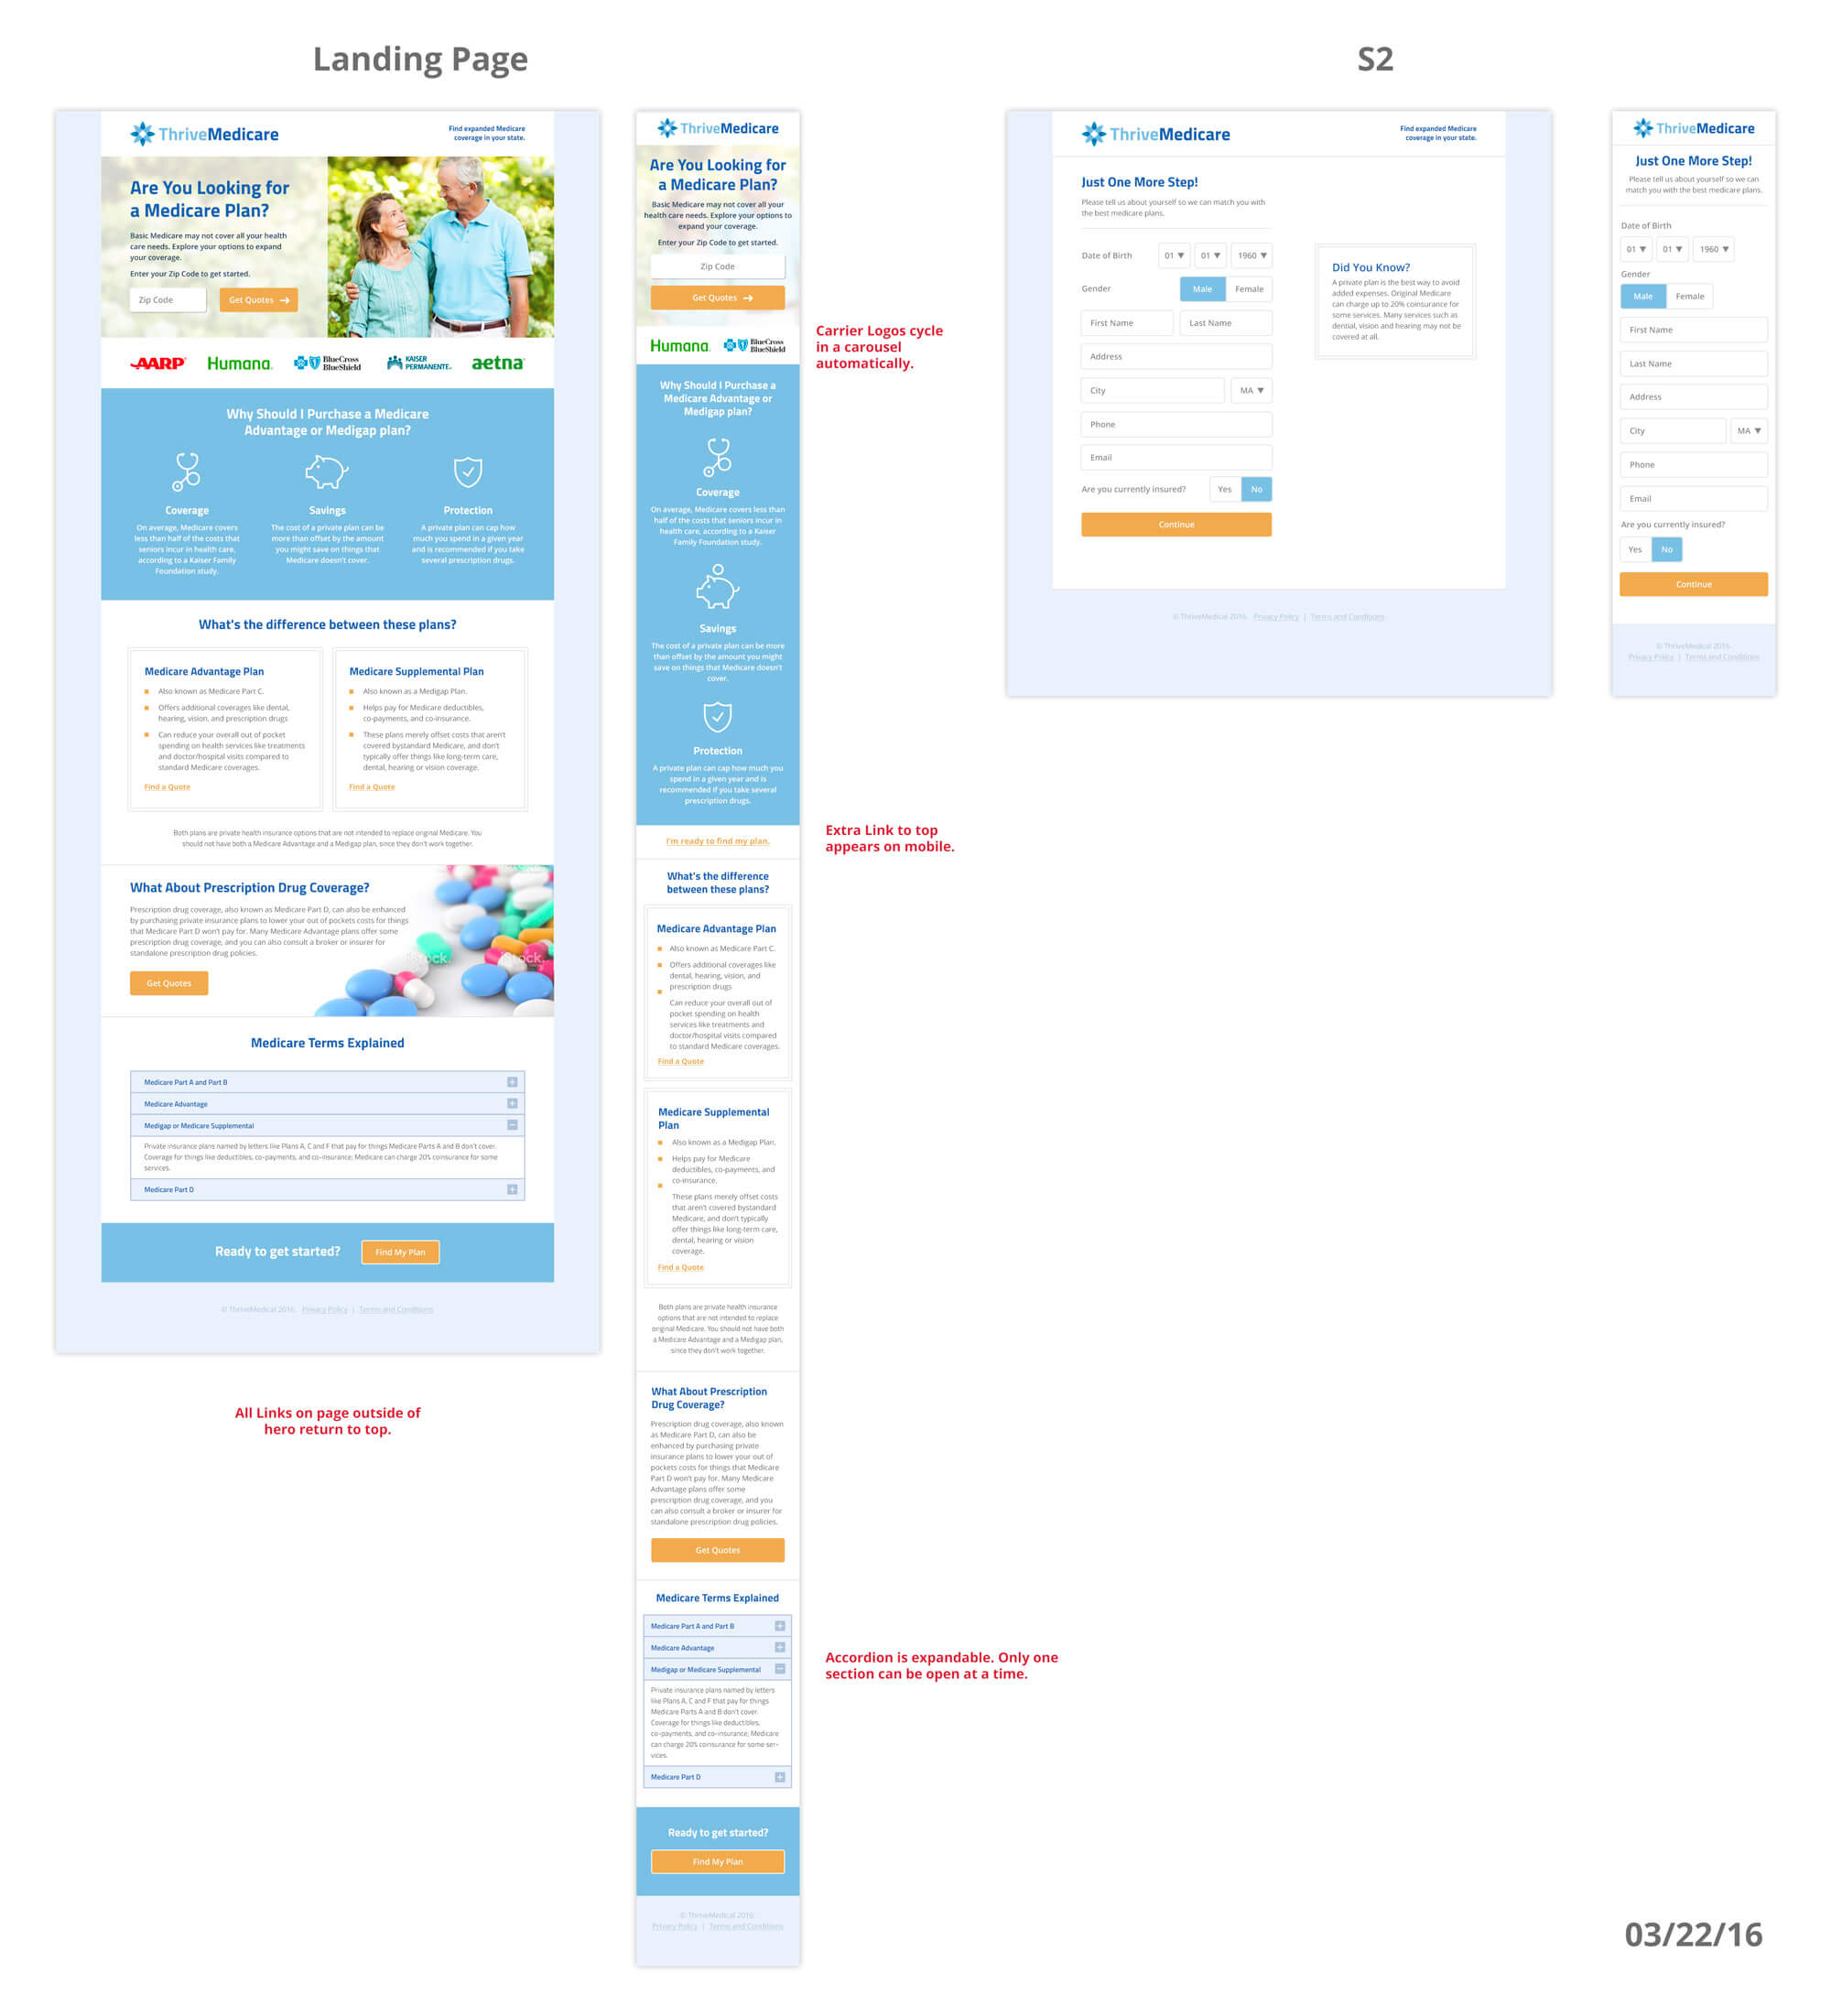 Landing Page
S2
ThriveMedicare
Find expanded Medicare
coverage in your state.
Are You Looking for
a Medicare Plan?
Basic Medicare may not cover all your health
care needs. Explore your options to expand
your coverage.
Enter your Zip Code to get started.
Zip Code
Get Quotes
AARP
Humana.
BlueCross
BlueShield
KAISER
PERMANENTE.
aetna
Why Should I Purchase a Medicare
Advantage or Medigap plan?
Coverage
On average, Medicare covers
less than half of the costs that
seniors incur in health care,
according to a Kaiser Family
Foundation study.
Savings
The cost of a private plan can be
more than offset by the amount
you might save on things that
Medicare doesn't cover.
Protection
A private plan can cap how
much you spend in a given year
and is recommended if you take
several prescription drugs.
What's the difference between these plans?
Medicare Advantage Plan
Also known as Medicare Part C.
Offers additional coverages like dental,
hearing, vision, and prescription drugs
Can reduce your overall out of pocket
spending on health services like treatments
and doctor/hospital visits compared to
standard Medicare coverages.
Find a Quote
Medicare Supplemental Plan
Also known as a Medigap Plan.
Helps pay for Medicare deductibles,
co-payments, and co-insurance.
These plans merely offset costs that aren't
covered bystandard Medicare, and don't
typically offer things like long-term care,
dental, hearing or vision coverage.
Find a Quote
Both plans are private health insurance options that are not intended to replace original Medicare. You
should not have both a Medicare Advantage and a Medigap plan, since they don't work together.
What About Prescription Drug Coverage?
Prescription drug coverage, also known as Medicare Part D, can also be enhanced
by purchasing private insurance plans to lower your out of pockets costs for things
that Medicare Part D won't pay for. Many Medicare Advantage plans offer some
prescription drug coverage, and you can also consult a broker or insurer for
standalone prescription drug policies.
Get Quotes
iStock.
Medicare Terms Explained
Medicare Part A and Part B
Medicare Advantage
Medigap or Medicare Supplemental
Private insurance plans named by letters like Plans A, C and F that pay for things Medicare Parts A and B don't cover.
Coverage for things like deductibles, co-payments, and co-insurance; Medicare can charge 20% coinsurance for some
services.
Medicare Part D
Ready to get started?
Find My Plan
© ThriveMedical 2016. Privacy Policy | Terms and Conditions
All Links on page outside of
hero return to top.
ThriveMedicare
Are You Looking for
a Medicare Plan?
Basic Medicare may not cover all your
health care needs. Explore your options to
expand your coverage.
Enter your Zip Code to get started.
Zip Code
Get Quotes
Humana.
BlueCross
BlueShield
Carrier Logos cycle
in a carousel
automatically.
Why Should I Purchase a
Medicare Advantage or
Medigap plan?
Coverage
On average, Medicare covers less than
half of the costs that seniors incur in
health care, according to a Kaiser
Family Foundation study.
Savings
The cost of a private plan can be more
than offset by the amount you might
save on things that Medicare doesn't
cover.
Protection
A private plan can cap how much you
spend in a given year and is
recommended if you take several
prescription drugs.
I'm ready to find my plan.
Extra Link to top
appears on mobile.
What's the difference
between these plans?
Medicare Advantage Plan
Also known as Medicare Part C.
Offers additional coverages like
dental, hearing, vision, and
prescription drugs
Can reduce your overall out of
pocket spending on health
services like treatments and
doctor/hospital visits compared
to standard Medicare coverages.
Find a Quote
Medicare Supplemental
Plan
Also known as a Medigap Plan.
Helps pay for Medicare
deductibles, co-payments, and
co-insurance.
These plans merely offset costs
that aren't covered bystandard
Medicare, and don't typically
offer things like long-term care,
dental, hearing or vision
coverage.
Find a Quote
Both plans are private health insurance
options that are not intended to replace
original Medicare. You should not have both
a Medicare Advantage and a Medigap plan,
since they don't work together.
What About Prescription
Drug Coverage?
Prescription drug coverage, also known
as Medicare Part D, can also be
enhanced by purchasing private
insurance plans to lower your out of
pockets costs for things that Medicare
Part D won't pay for. Many Medicare
Advantage plans offer some
prescription drug coverage, and you
can also consult a broker or insurer for
standalone prescription drug policies.
Get Quotes
Medicare Terms Explained
Medicare Part A and Part B
Medicare Advantage
Medigap or Medicare Supplemental
Private insurance plans named by letters
like Plans A, C and F that pay for things
Medicare Parts A and B don't cover.
Coverage for things like deductibles,
co-payments, and co-insurance; Medicare
can charge 20% coinsurance for some ser-
vices.
Medicare Part D
Accordion is expandable. Only one
section can be open at a time.
Ready to get started?
Find My Plan
© ThriveMedical 2016.
Privacy Policy | Terms and Conditions
ThriveMedicare
Find expanded Medicare
coverage in your state.
Just One More Step!
Please tell us about yourself so we can match you with
the best medicare plans.
Date of Birth 01 01 1960
Gender Male Female
First Name Last Name
Address
City MA
Phone
Email
Are you currently insured? Yes No
Continue
Did You Know?
A private plan is the best way to avoid
added expenses. Original Medicare
can charge up to 20% coinsurance for
some services. Many services such as
dental, vision and hearing may not be
covered at all.
© ThriveMedical 2016. Privacy Policy | Terms and Conditions
ThriveMedicare
Just One More Step!
Please tell us about yourself so we can
match you with the best medicare plans.
Date of Birth
01 01 1960
Gender
Male Female
First Name
Last Name
Address
City MA
Phone
Email
Are you currently insured?
Yes No
Continue
© ThriveMedical 2016.
Privacy Policy | Terms and Conditions
03/22/16